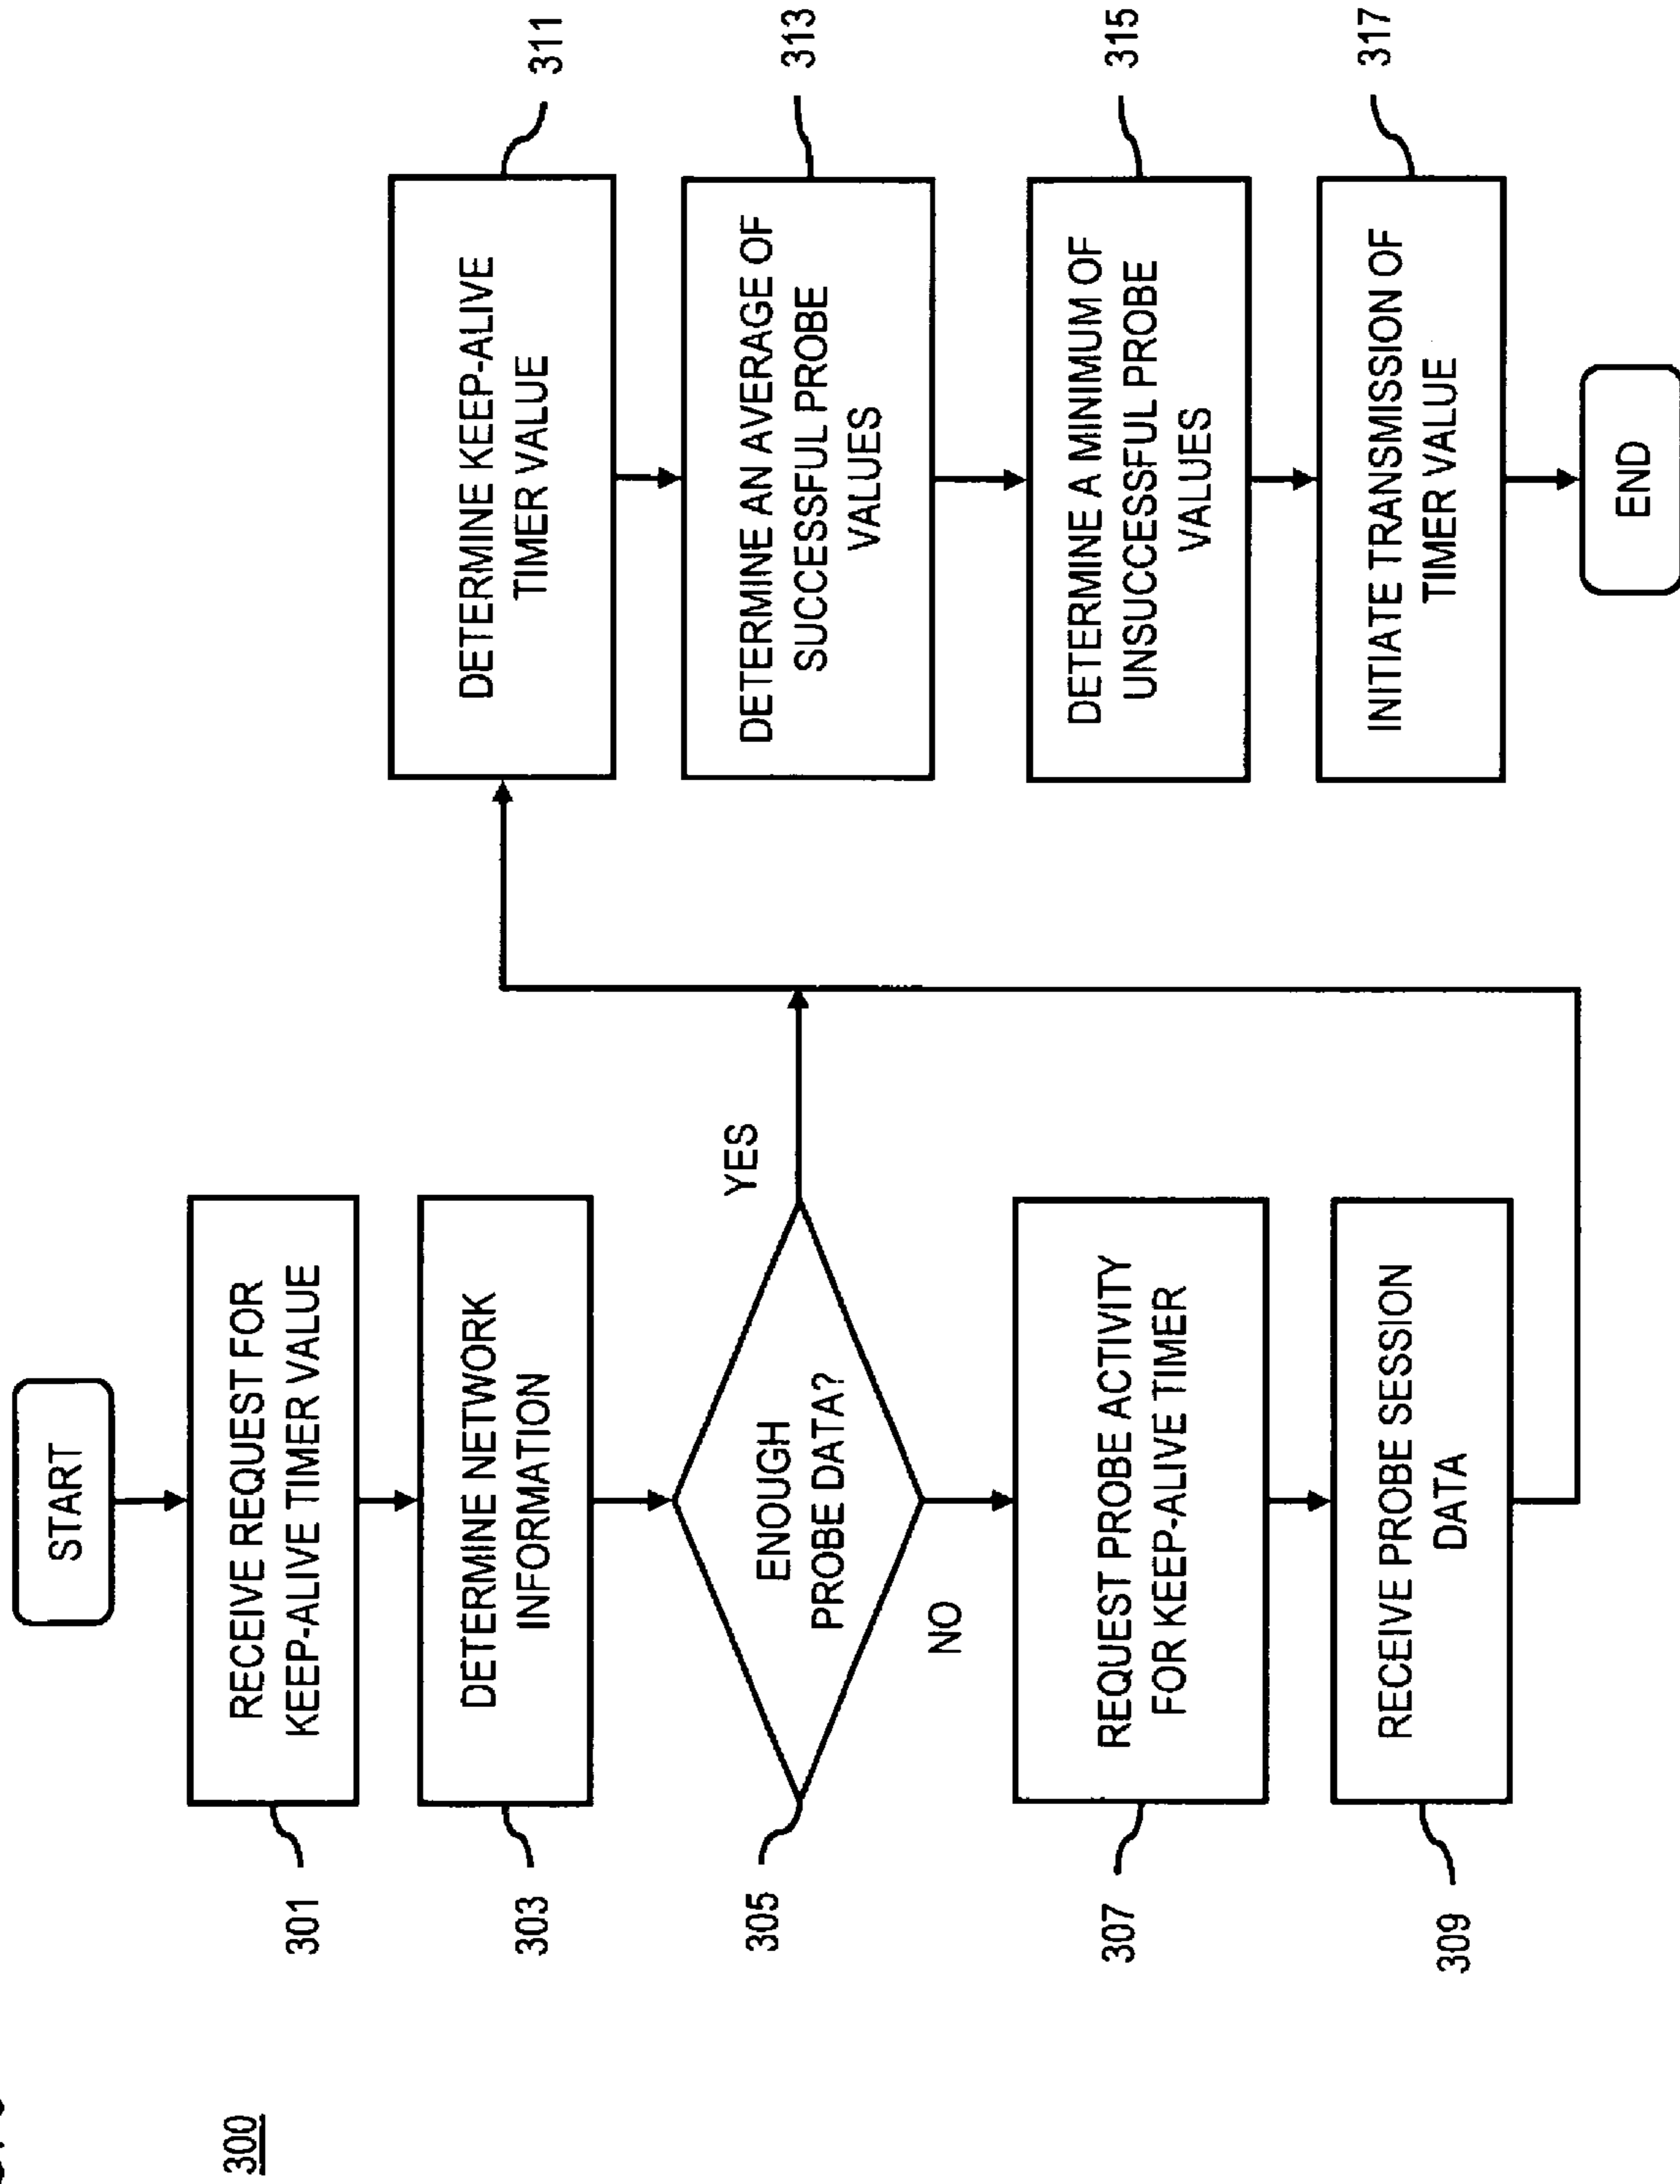 300
START
301
RECEIVE REQUEST FOR
KEEP-ALIVE TIMER VALUE
303
DETERMINE NETWORK
INFORMATION
305
ENOUGH
PROBE DATA?
YES
NO
307
REQUEST PROBE ACTIVITY
FOR KEEP-ALIVE TIMER
309
RECEIVE PROBE SESSION
DATA
DETERMINE KEEP-ALIVE
TIMER VALUE
311
DETERMINE AN AVERAGE OF
SUCCESSFUL PROBE
VALUES
313
DETERMINE A MINIMUM OF
UNSUCCESSFUL PROBE
VALUES
315
INITIATE TRANSMISSION OF
TIMER VALUE
317
END